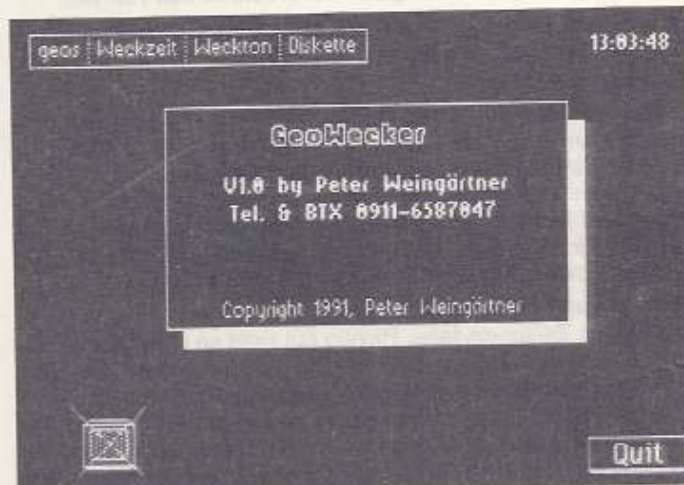 geos Weckzeit Weckton Diskette
13:03:48
GeoWecker
V1.0 by Peter Weingärtner
Tel. & BTX 0911-6587047
Copyright 1991, Peter Weingärtner
Quit